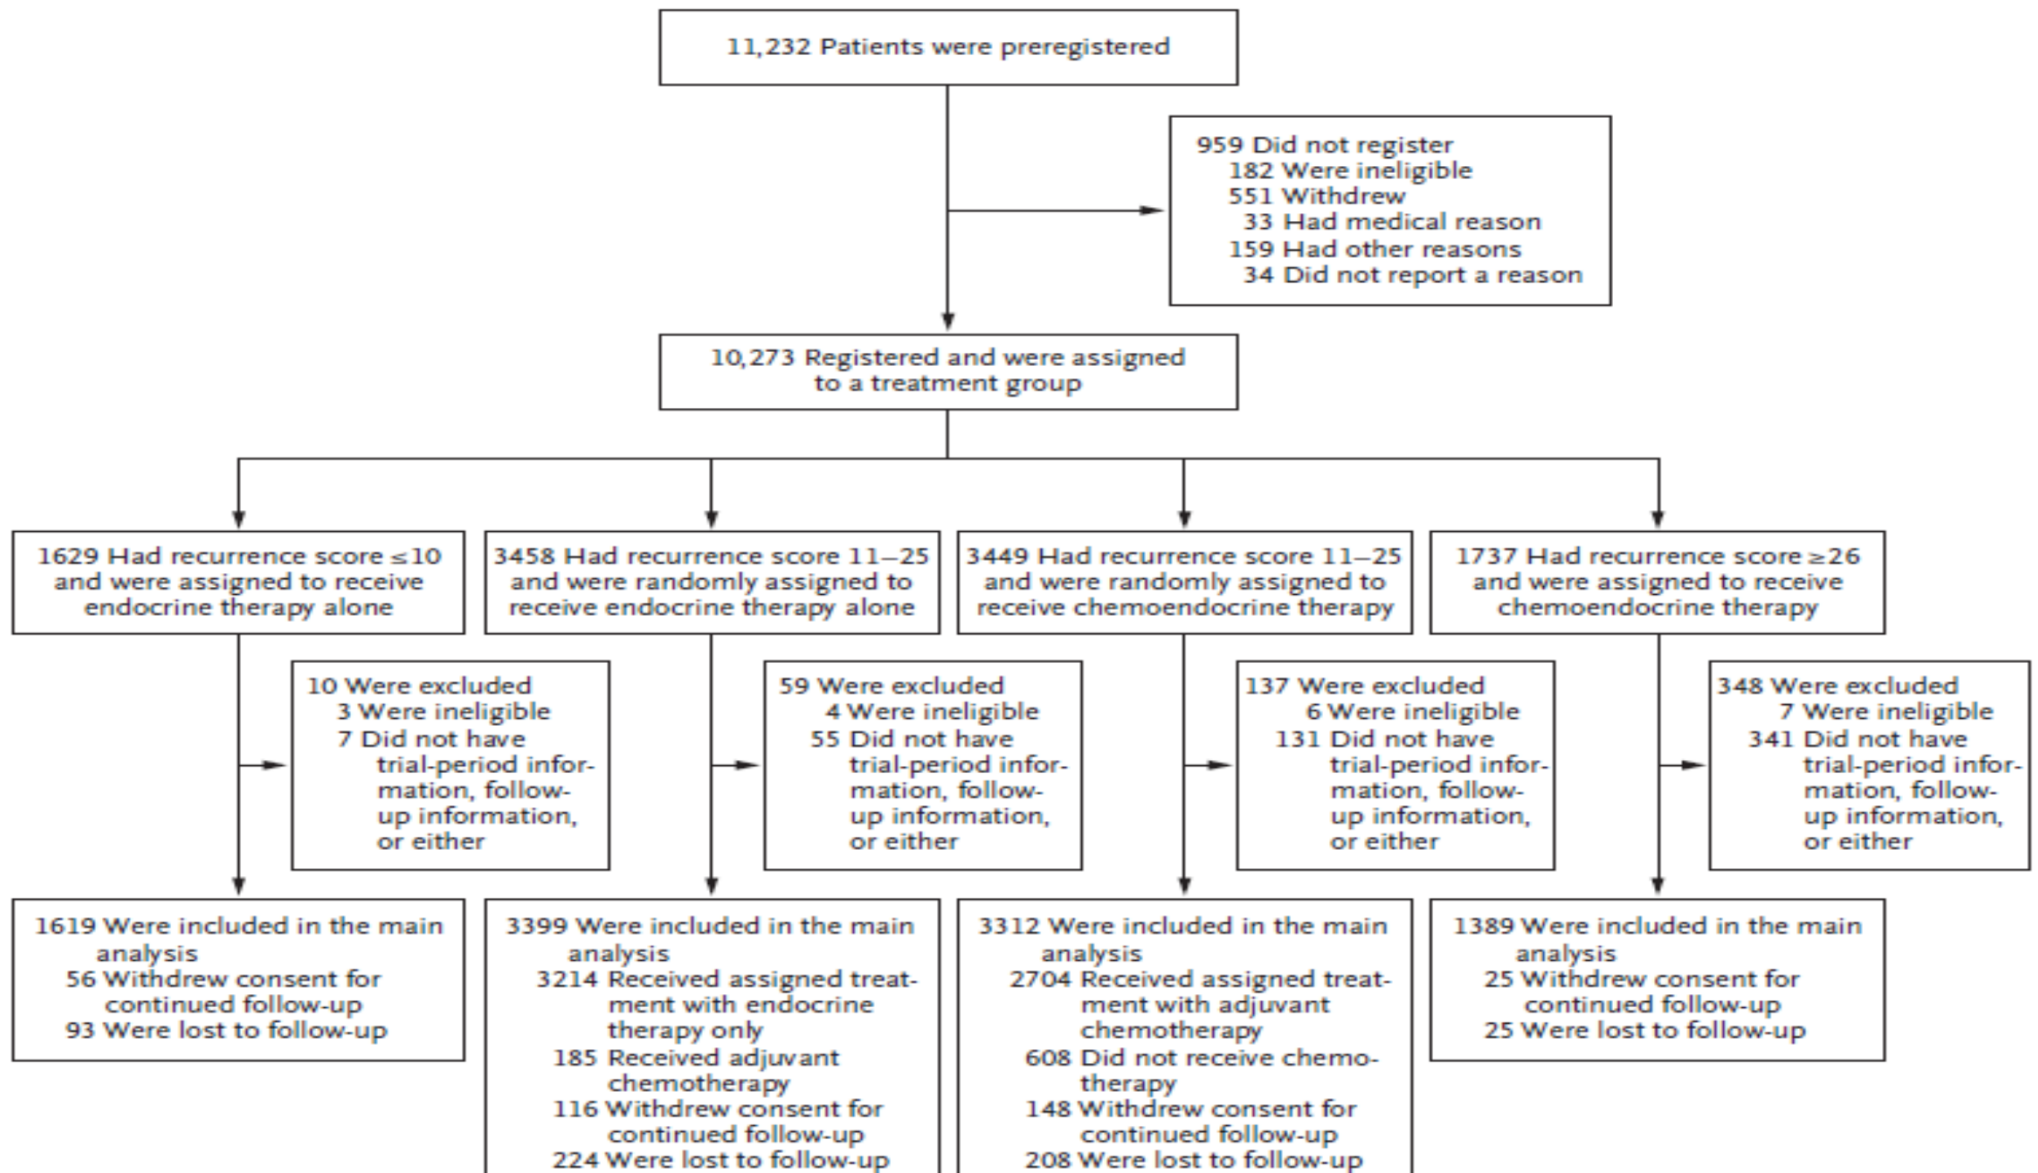 11,232 Patients were preregistered
959 Did not register
182 Were ineligible
551 Withdrew
33 Had medical reason
159 Had other reasons
34 Did not report a reason
10,273 Registered and were assigned
to a treatment group
1629 Had recurrence score ≤10
and were assigned to receive
endocrine therapy alone
3458 Had recurrence score 11–25
and were randomly assigned to
receive endocrine therapy alone
3449 Had recurrence score 11–25
and were randomly assigned to
receive chemoendocrine therapy
1737 Had recurrence score ≥26
and were assigned to receive
chemoendocrine therapy
10 Were excluded
3 Were ineligible
7 Did not have
trial-period infor-
mation, follow-
up information,
or either
59 Were excluded
4 Were ineligible
55 Did not have
trial-period infor-
mation, follow-
up information,
or either
137 Were excluded
6 Were ineligible
131 Did not have
trial-period infor-
mation, follow-
up information,
or either
348 Were excluded
7 Were ineligible
341 Did not have
trial-period infor-
mation, follow-
up information,
or either
1619 Were included in the main
analysis
56 Withdrew consent for
continued follow-up
93 Were lost to follow-up
3399 Were included in the main
analysis
3214 Received assigned treat-
ment with endocrine
therapy only
185 Received adjuvant
chemotherapy
116 Withdrew consent for
continued follow-up
224 Were lost to follow-up
3312 Were included in the main
analysis
2704 Received assigned treat-
ment with adjuvant
chemotherapy
608 Did not receive chemo-
therapy
148 Withdrew consent for
continued follow-up
208 Were lost to follow-up
1389 Were included in the main
analysis
25 Withdrew consent for
continued follow-up
25 Were lost to follow-up